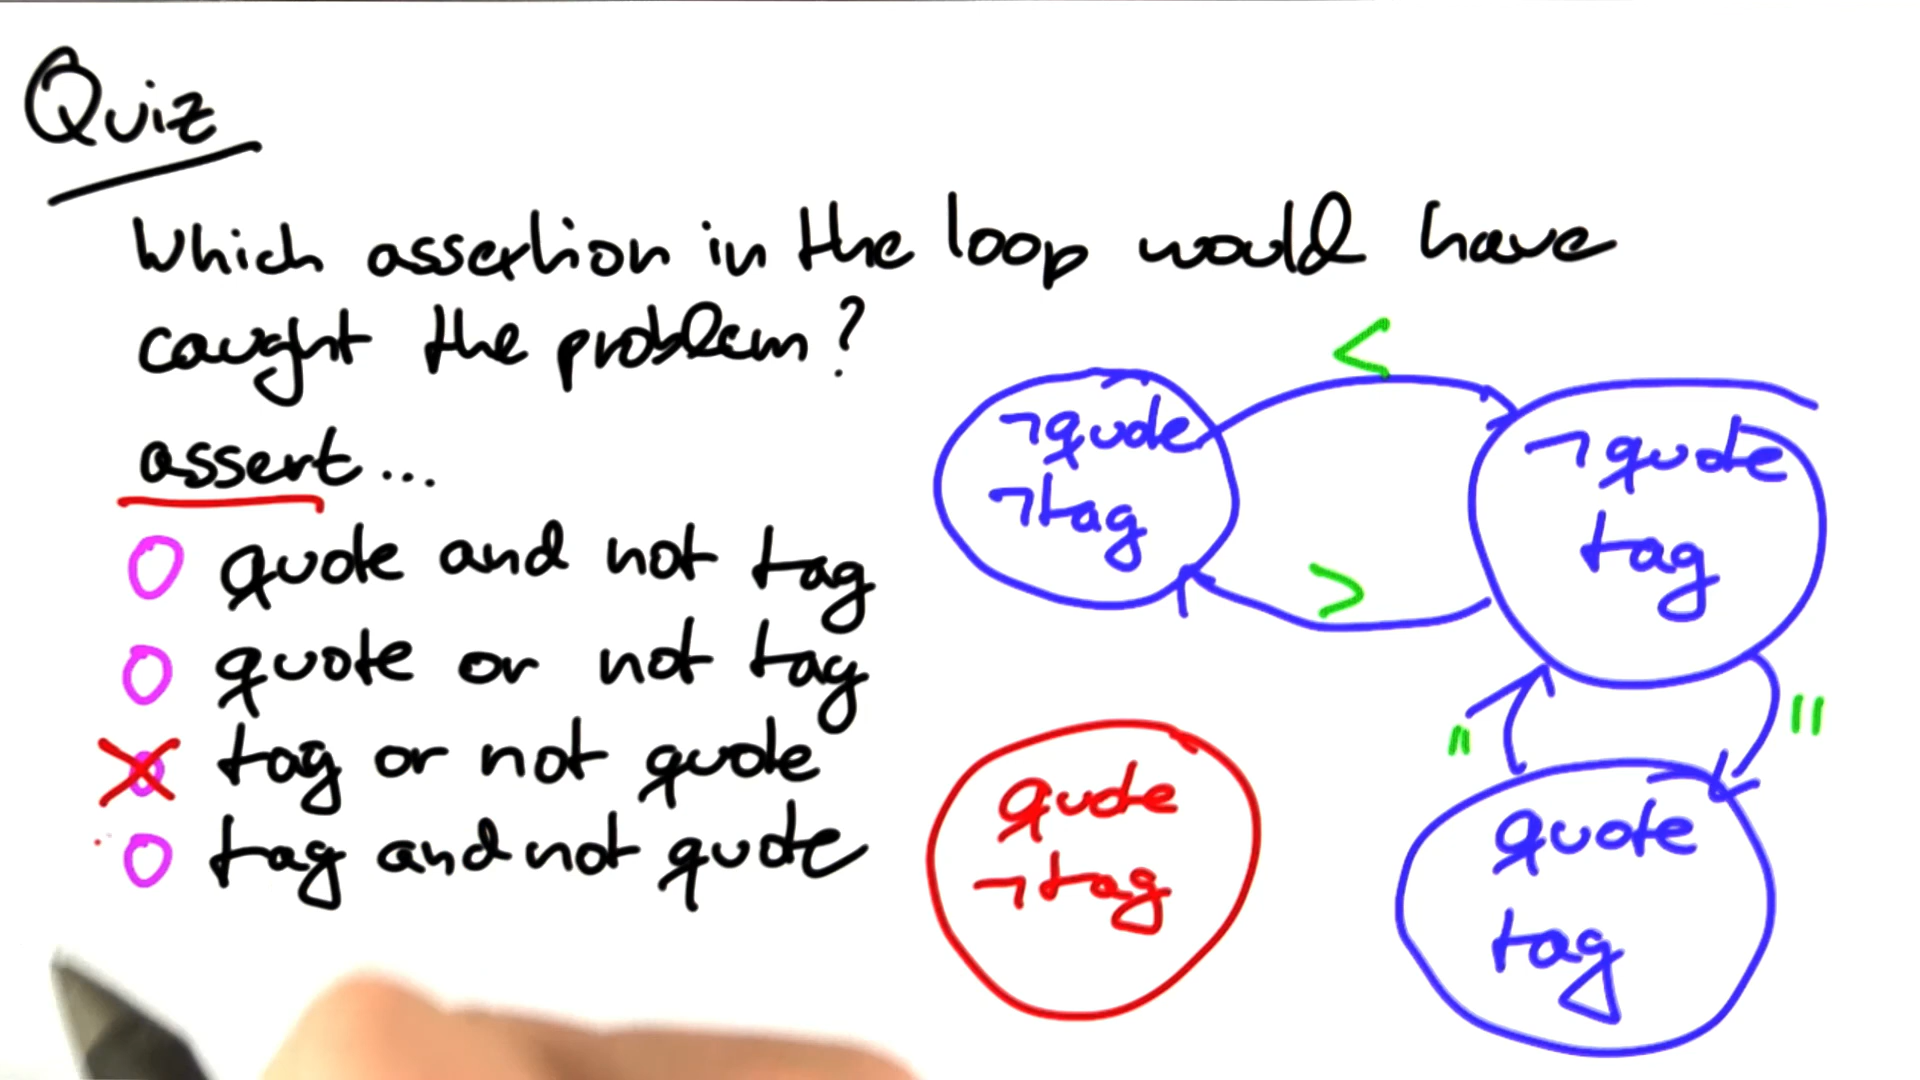 Quiz
Which assertion in the loop would have
caught the problem?
assert...
quote and not tag
quote or not tag
tag or not quote
tag and not quote
<
¬quote
¬tag
¬quote
tag
>
"
"
quote
¬tag
quote
tag